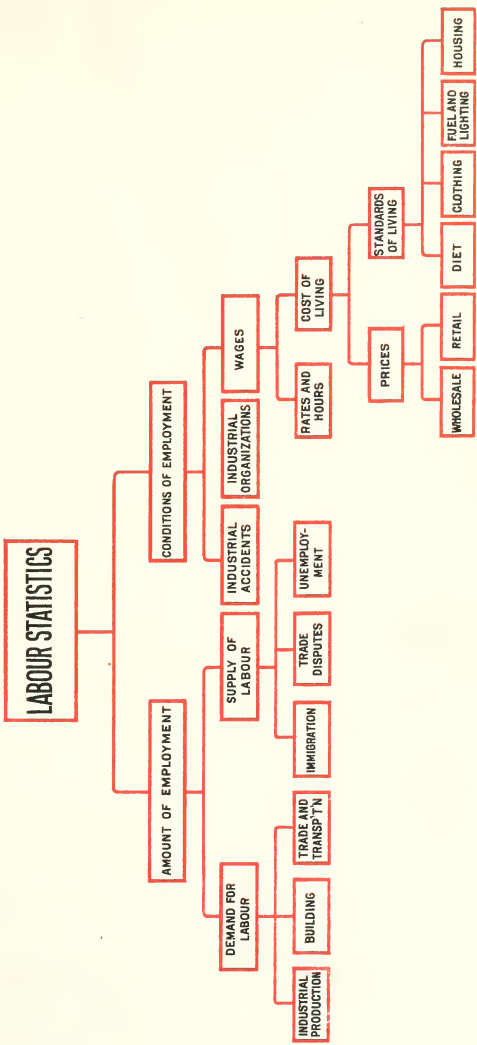 LABOUR STATISTICS
AMOUNT OF EMPLOYMENT
CONDITIONS OF EMPLOYMENT
DEMAND FOR
LABOUR
SUPPLY OF
LABOUR
INDUSTRIAL
ACCIDENTS
INDUSTRIAL
ORGANIZATIONS
WAGES
INDUSTRIAL
PRODUCTION
BUILDING
TRADE AND
TRANSP'T'N
IMMIGRATION
TRADE
DISPUTES
UNEMPLOY-
MENT
RATES AND
HOURS
COST OF
LIVING
PRICES
STANDARDS
OF LIVING
WHOLESALE
RETAIL
DIET
CLOTHING
FUEL AND
LIGHTING
HOUSING